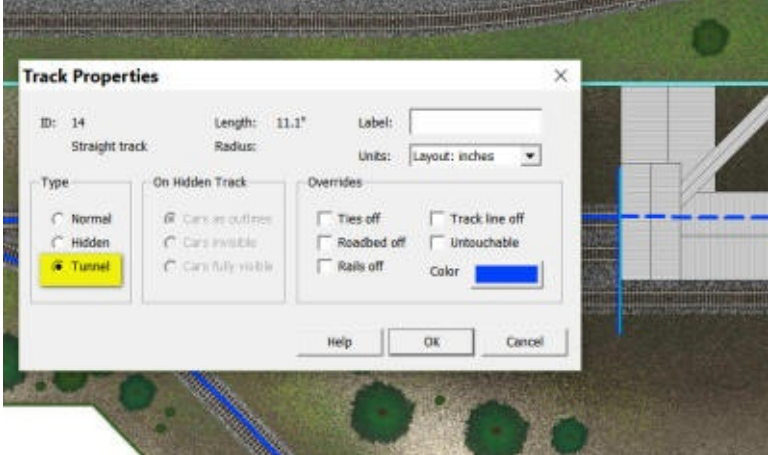 Track Properties
ID: 14 Length: 11.1" Label:
Straight track Radius: Units: Layout: inches
Type On Hidden Track Overrides
Normal Cars as outlines Ties off Track line off
Hidden Cars invisible Roadbed off Untouchable
Tunnel Cars fully visible Rails off Color
Help OK Cancel